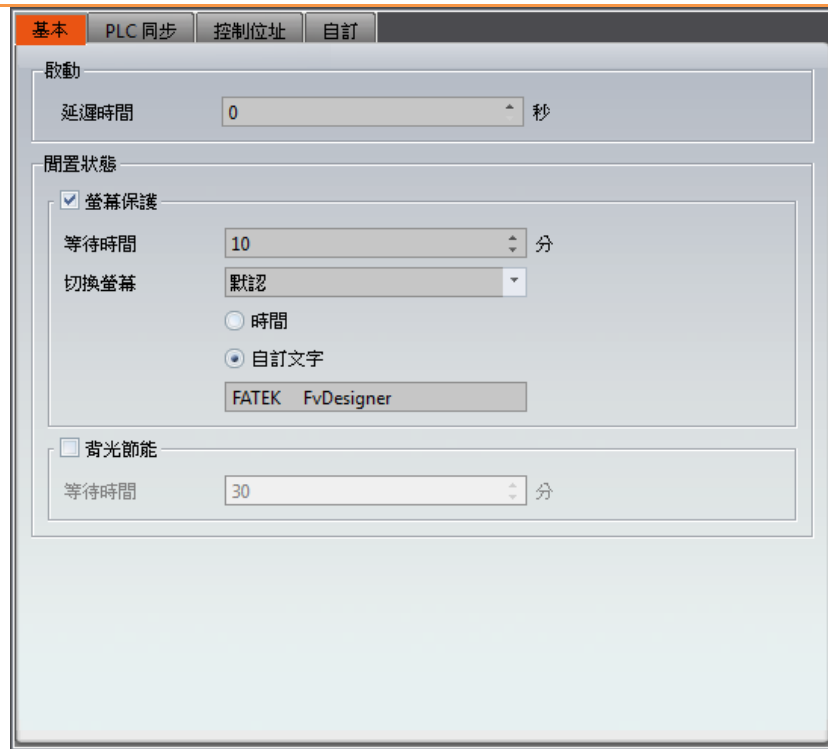 基本 PLC 同步 控制位址 自訂
啟動
延遲時間 0 秒
閒置狀態
螢幕保護
等待時間 10 分
切換螢幕 默認
時間
自訂文字
FATEK FvDesigner
背光節能
等待時間 30 分